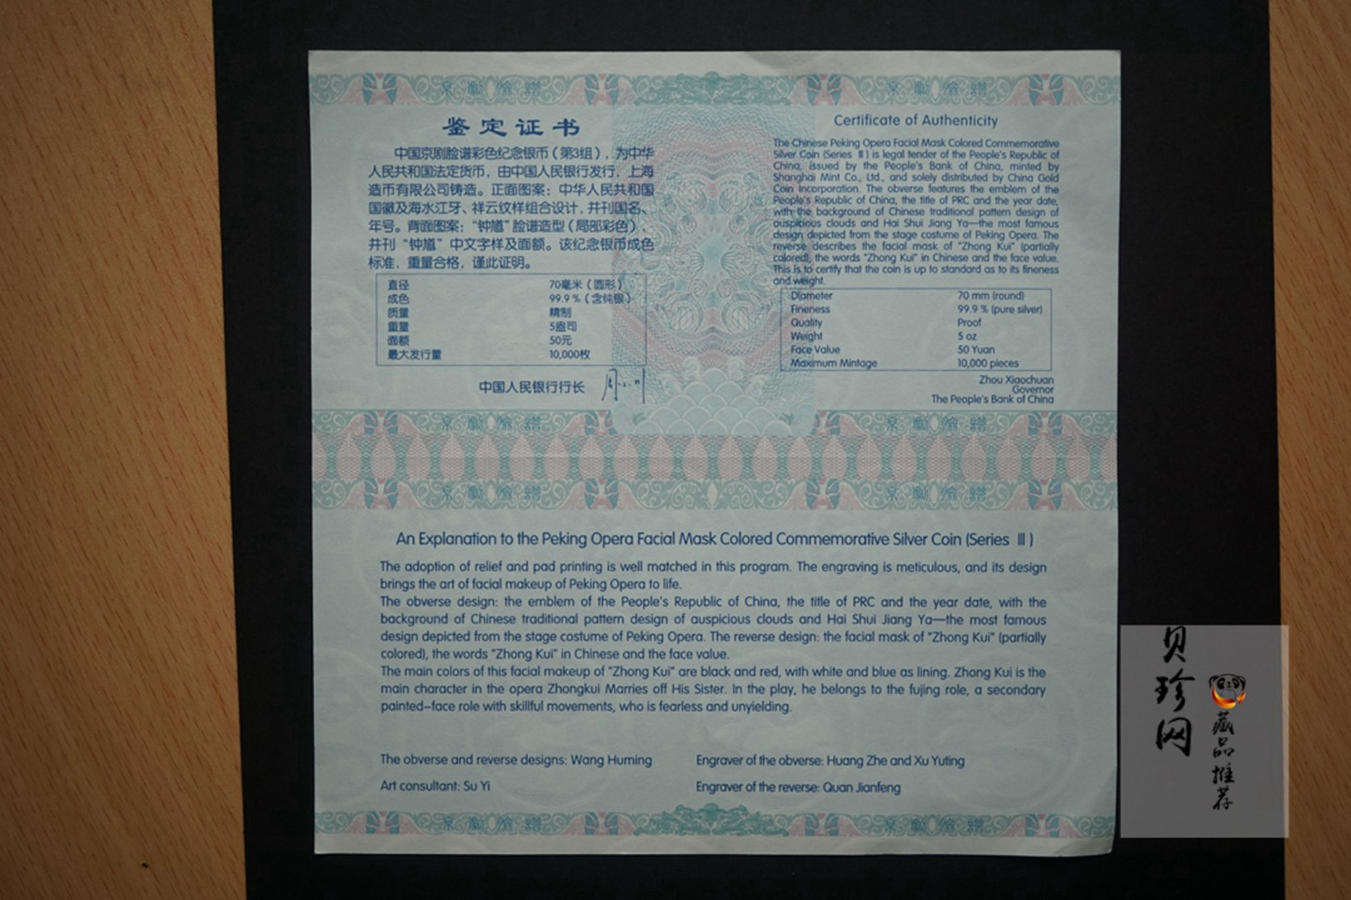 鉴定证书
中国京剧脸谱彩色纪念银币（第3组），为中华
人民共和国法定货币，由中国人民银行发行，上海
造币有限公司铸造。正面图案：中华人民共和国
国徽及海水江牙、祥云纹样组合设计，并刊国名、
年号。背面图案：“钟馗”脸谱造型（局部彩色），
并刊“钟馗”中文字样及面额。该纪念银币成色
标准，重量合格，谨此证明。
直径 70毫米（圆形）
成色 99.9％（含纯银）
质量 精制
重量 5盎司
面额 50元
最大发行量 10,000枚
中国人民银行行长
Certificate of Authenticity
The Chinese Peking Opera Facial Mask Colored Commemorative
Silver Coin (Series Ⅲ) is legal tender of the People's Republic of
China, issued by the People's Bank of China, minted by
Shanghai Mint Co., Ltd., and solely distributed by China Gold
Coin Incorporation. The obverse features the emblem of the
People's Republic of China, the title of PRC and the year date,
with the background of Chinese traditional pattern design of
auspicious clouds and Hai Shui Jiang Ya—the most famous
design depicted from the stage costume of Peking Opera. The
reverse describes the facial mask of "Zhong Kui" (partially
colored), the words "Zhong Kui" in Chinese and the face value.
This is to certify that the coin is up to standard as to its fineness
and weight.
Diameter 70 mm (round)
Fineness 99.9 % (pure silver)
Quality Proof
Weight 5 oz
Face Value 50 Yuan
Maximum Mintage 10,000 pieces
Zhou Xiaochuan
Governor
The People's Bank of China
An Explanation to the Peking Opera Facial Mask Colored Commemorative Silver Coin (Series Ⅲ)
The adoption of relief and pad printing is well matched in this program. The engraving is meticulous, and its design
brings the art of facial makeup of Peking Opera to life.
The obverse design: the emblem of the People's Republic of China, the title of PRC and the year date, with the
background of Chinese traditional pattern design of auspicious clouds and Hai Shui Jiang Ya—the most famous
design depicted from the stage costume of Peking Opera. The reverse design: the facial mask of "Zhong Kui" (partially
colored), the words "Zhong Kui" in Chinese and the face value.
The main colors of this facial makeup of "Zhong Kui" are black and red, with white and blue as lining. Zhong Kui is the
main character in the opera Zhongkui Marries off His Sister. In the play, he belongs to the fujing role, a secondary
painted-face role with skillful movements, who is fearless and unyielding.
The obverse and reverse designs: Wang Huming
Engraver of the obverse: Huang Zhe and Xu Yuting
Art consultant: Su Yi
Engraver of the reverse: Quan Jianfeng
贝珍网
藏品推荐